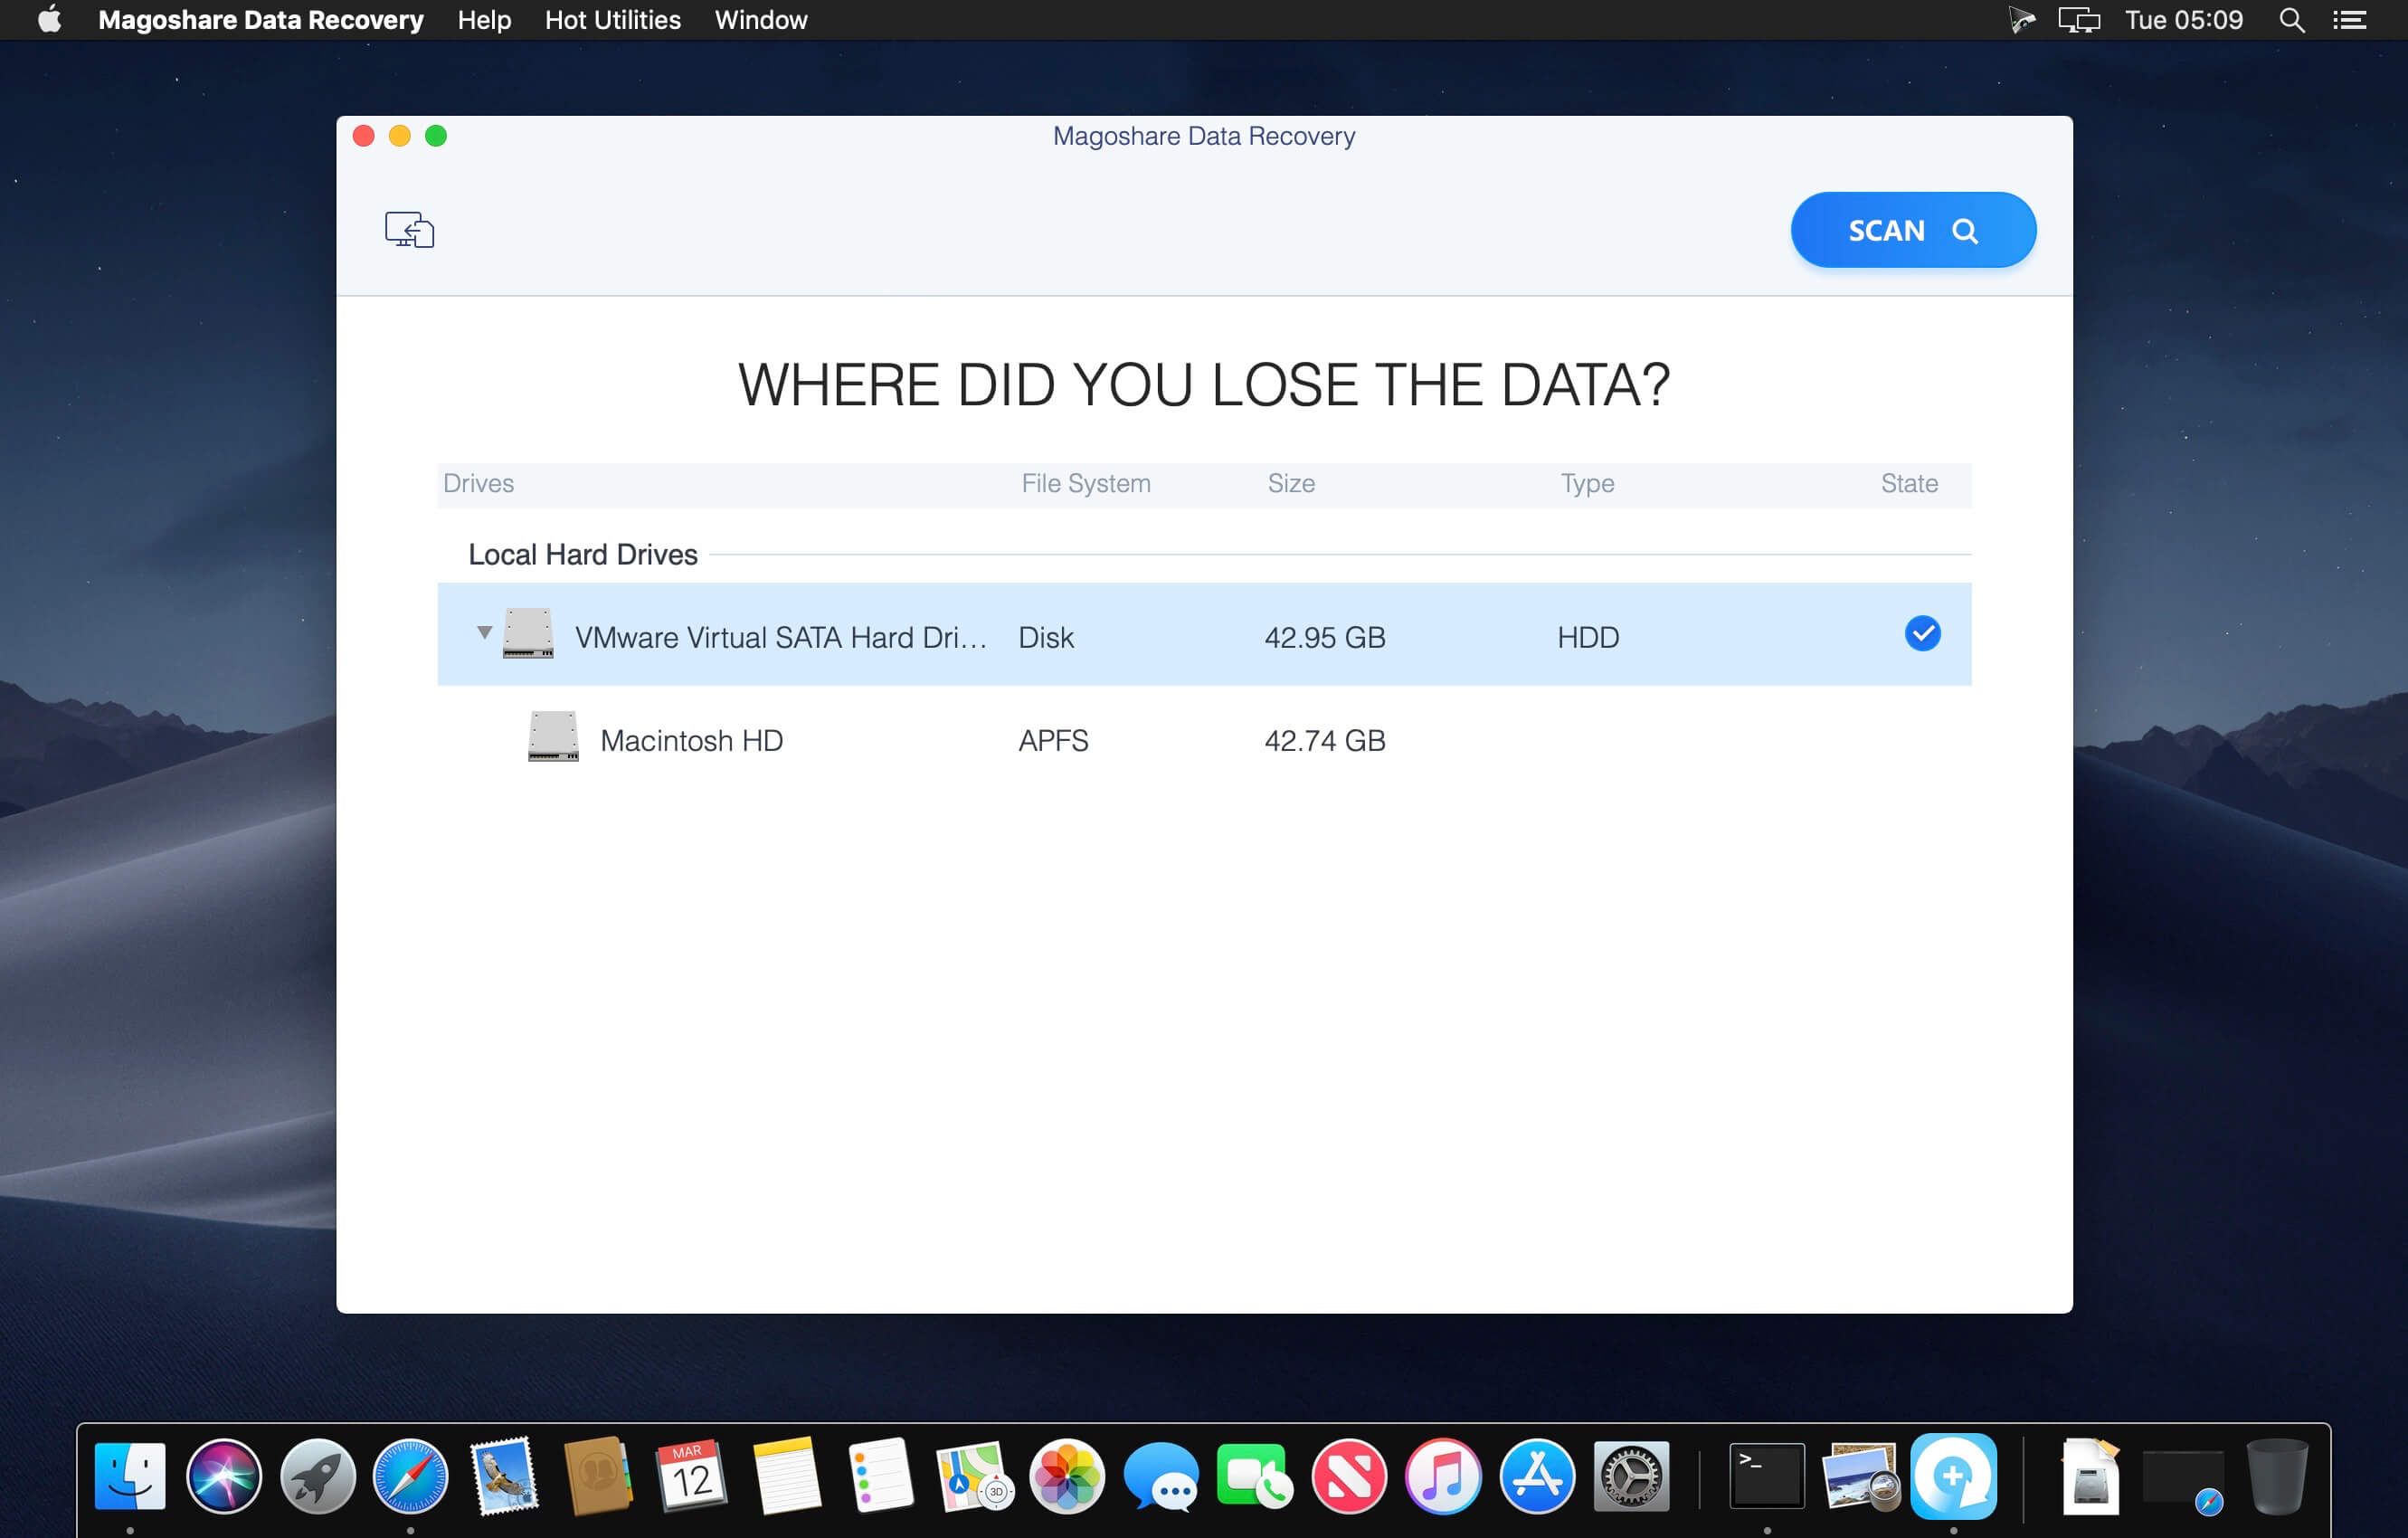 Magoshare Data Recovery Help Hot Utilities Window Tue 05:09
Magoshare Data Recovery
SCAN
WHERE DID YOU LOSE THE DATA?
Drives File System Size Type State
Local Hard Drives
VMware Virtual SATA Hard Dri... Disk 42.95 GB HDD
Macintosh HD APFS 42.74 GB
MAR
12
3D
>_